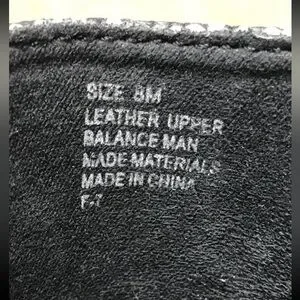 SIZE 8M
LEATHER UPPER
BALANCE MAN
MADE MATERIALS
MADE IN CHINA
F-7